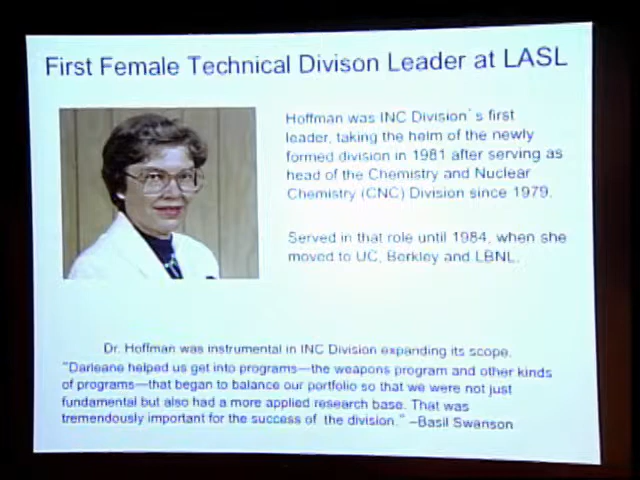 First Female Technical Divison Leader at LASL
Hoffman was INC Division's first
leader, taking the helm of the newly
formed division in 1981 after serving as
head of the Chemistry and Nuclear
Chemistry (CNC) Division since 1979.
Served in that role until 1984, when she
moved to UC, Berkley and LBNL.
Dr. Hoffman was instrumental in INC Division expanding its scope.
"Darleane helped us get into programs—the weapons program and other kinds
of programs—that began to balance our portfolio so that we were not just
fundamental but also had a more applied research base. That was
tremendously important for the success of the division." –Basil Swanson